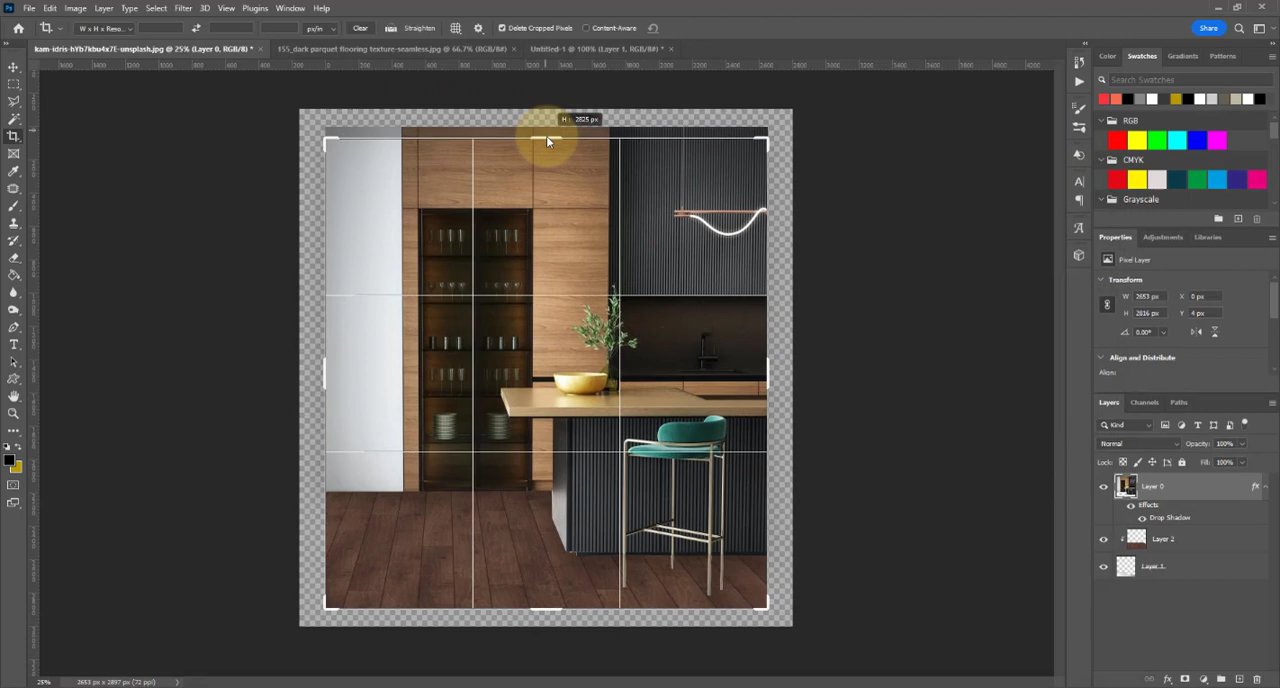 Ps File Edit Image Layer Type Select Filter 3D View Plugins Window Help
W x H x Reso... px/in Clear Straighten Delete Cropped Pixels Content-Aware Share
kam-idris-hYb7kbu4x7E-unsplash.jpg @ 25% (Layer 0, RGB/8) * × 155_dark parquet flooring texture-seamless.jpg @ 66.7% (RGB/8#) × Untitled-1 @ 100% (Layer 1, RGB/8#) * ×
H : 2825 px
Color Swatches Gradients Patterns
Search Swatches
RGB
CMYK
Grayscale
Properties Adjustments Libraries
Pixel Layer
Transform
W 2653 px X 0 px
H 2816 px Y 4 px
0.00°
Align and Distribute
Align:
Layers Channels Paths
Kind
Normal Opacity: 100%
Lock: Fill: 100%
Layer 0 fx
Effects
Drop Shadow
Layer 2
Layer 1
25% 2653 px x 2897 px (72 ppi)